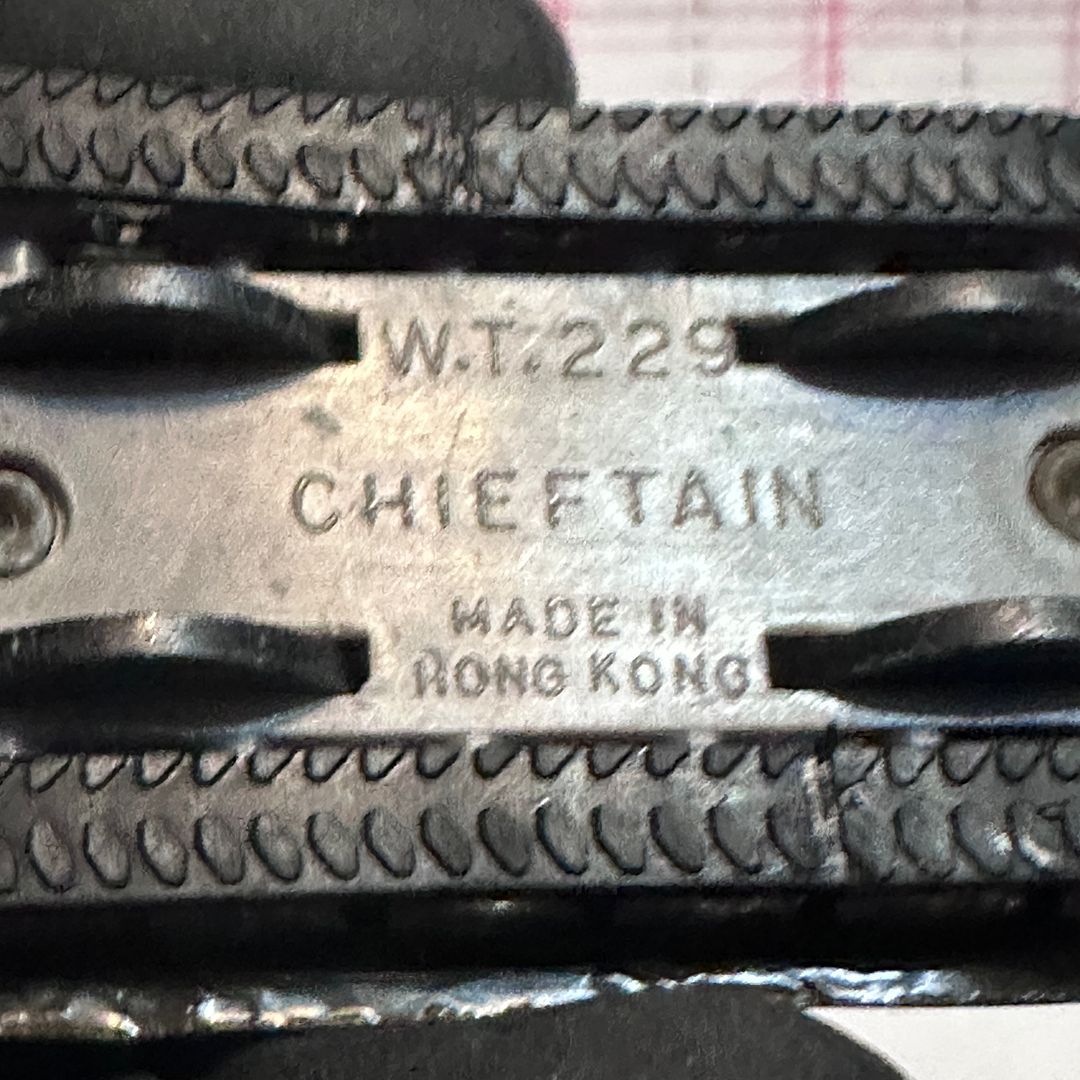 W.T. 229
CHIEFTAIN
MADE IN
HONG KONG